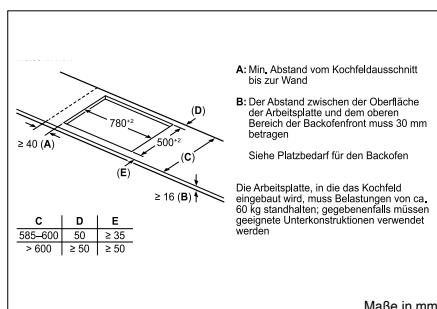 A: Min. Abstand vom Kochfeldausschnitt
bis zur Wand
B: Der Abstand zwischen der Oberfläche
der Arbeitsplatte und dem oberen
Bereich der Backofenfront muss 30 mm
betragen
Siehe Platzbedarf für den Backofen
Die Arbeitsplatte, in die das Kochfeld
eingebaut wird, muss Belastungen von ca.
60 kg standhalten; gegebenenfalls müssen
geeignete Unterkonstruktionen verwendet
werden
780⁺²
500⁺²
(D)
(C)
≥ 40 (A)
(E)
≥ 16 (B)
C D E
585–600 50 ≥ 35
> 600 ≥ 50 ≥ 50
Maße in mm